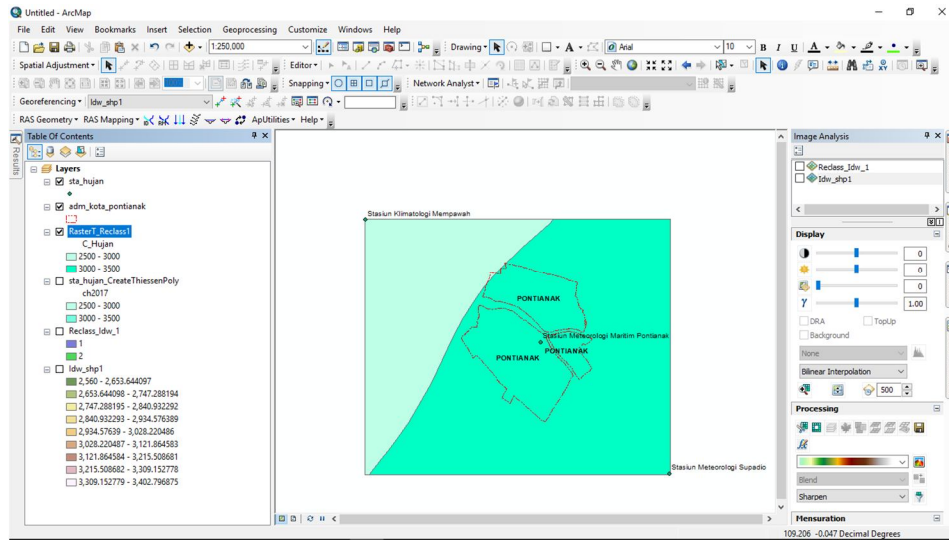 Untitled - ArcMap
File Edit View Bookmarks Insert Selection Geoprocessing Customize Windows Help
1:250,000 Drawing Arial 10 B I U A
Spatial Adjustment Editor
Snapping Network Analyst
Georeferencing Idw_shp1
RAS Geometry RAS Mapping ApUtilities Help
Results
Table Of Contents
Layers
sta_hujan
adm_kota_pontianak
RasterT_Reclass1
C_Hujan
2500 - 3000
3000 - 3500
sta_hujan_CreateThiessenPoly
ch2017
2500 - 3000
3000 - 3500
Reclass_Idw_1
1
2
Idw_shp1
2,560 - 2,653.644097
2,653.644098 - 2,747.288194
2,747.288195 - 2,840.932292
2,840.932293 - 2,934.576389
2,934.57639 - 3,028.220486
3,028.220487 - 3,121.864583
3,121.864584 - 3,215.508681
3,215.508682 - 3,309.152778
3,309.152779 - 3,402.796875
Stasiun Klimatologi Mempawah
PONTIANAK
Stasiun Meteorologi Maritim Pontianak
PONTIANAK
PONTIANAK
Stasiun Meteorologi Supadio
Image Analysis
Reclass_Idw_1
Idw_shp1
Display
0
0
0
1.00
DRA TopUp
Background
None
Bilinear Interpolation
500
Processing
Blend
Sharpen
Mensuration
109.206 -0.047 Decimal Degrees